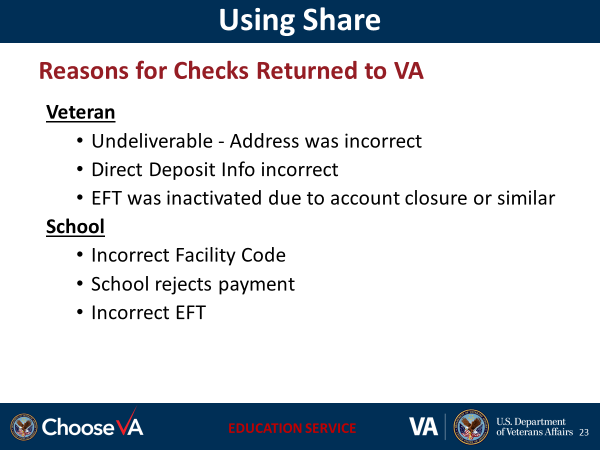 Using Share
Reasons for Checks Returned to VA
Veteran
• Undeliverable - Address was incorrect
• Direct Deposit Info incorrect
• EFT was inactivated due to account closure or similar
School
• Incorrect Facility Code
• School rejects payment
• Incorrect EFT
ChooseVA
EDUCATION SERVICE
VA
U.S. Department
of Veterans Affairs
23